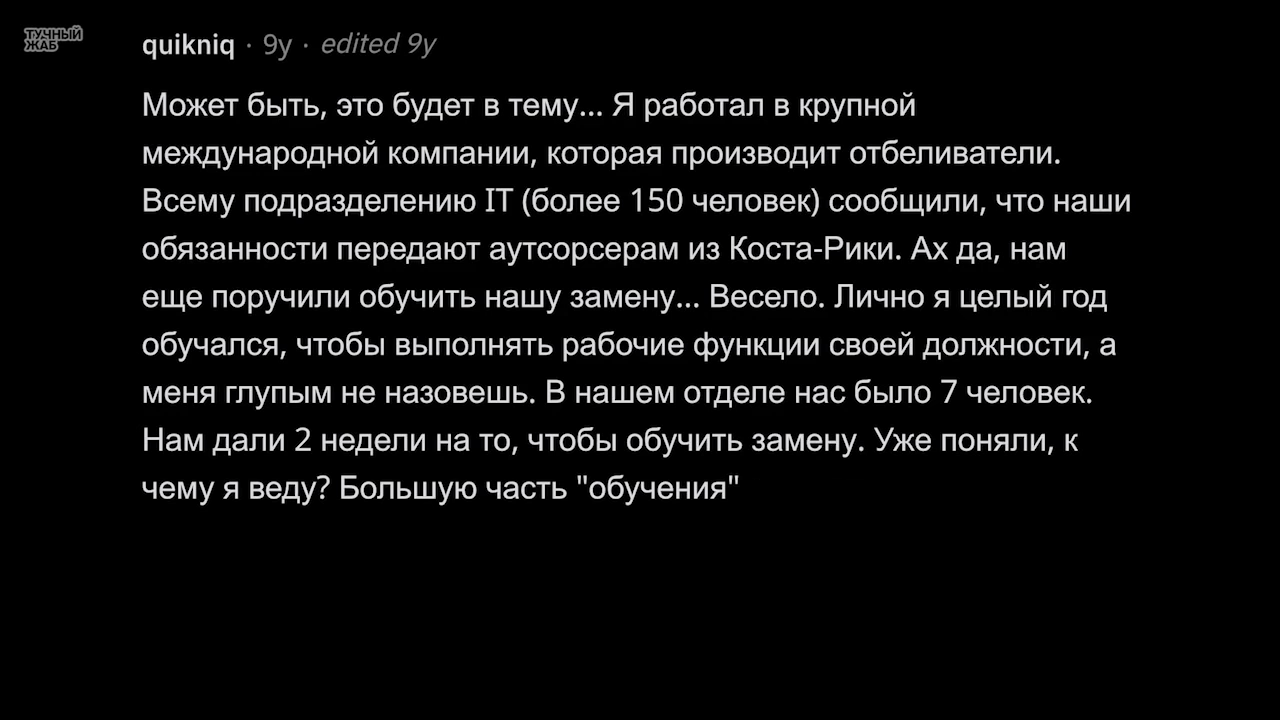 ТУЧНЫЙ
ЖАБ
quikniq · 9y · edited 9y
Может быть, это будет в тему... Я работал в крупной
международной компании, которая производит отбеливатели.
Всему подразделению IT (более 150 человек) сообщили, что наши
обязанности передают аутсорсерам из Коста-Рики. Ах да, нам
еще поручили обучить нашу замену... Весело. Лично я целый год
обучался, чтобы выполнять рабочие функции своей должности, а
меня глупым не назовешь. В нашем отделе нас было 7 человек.
Нам дали 2 недели на то, чтобы обучить замену. Уже поняли, к
чему я веду? Большую часть "обучения"